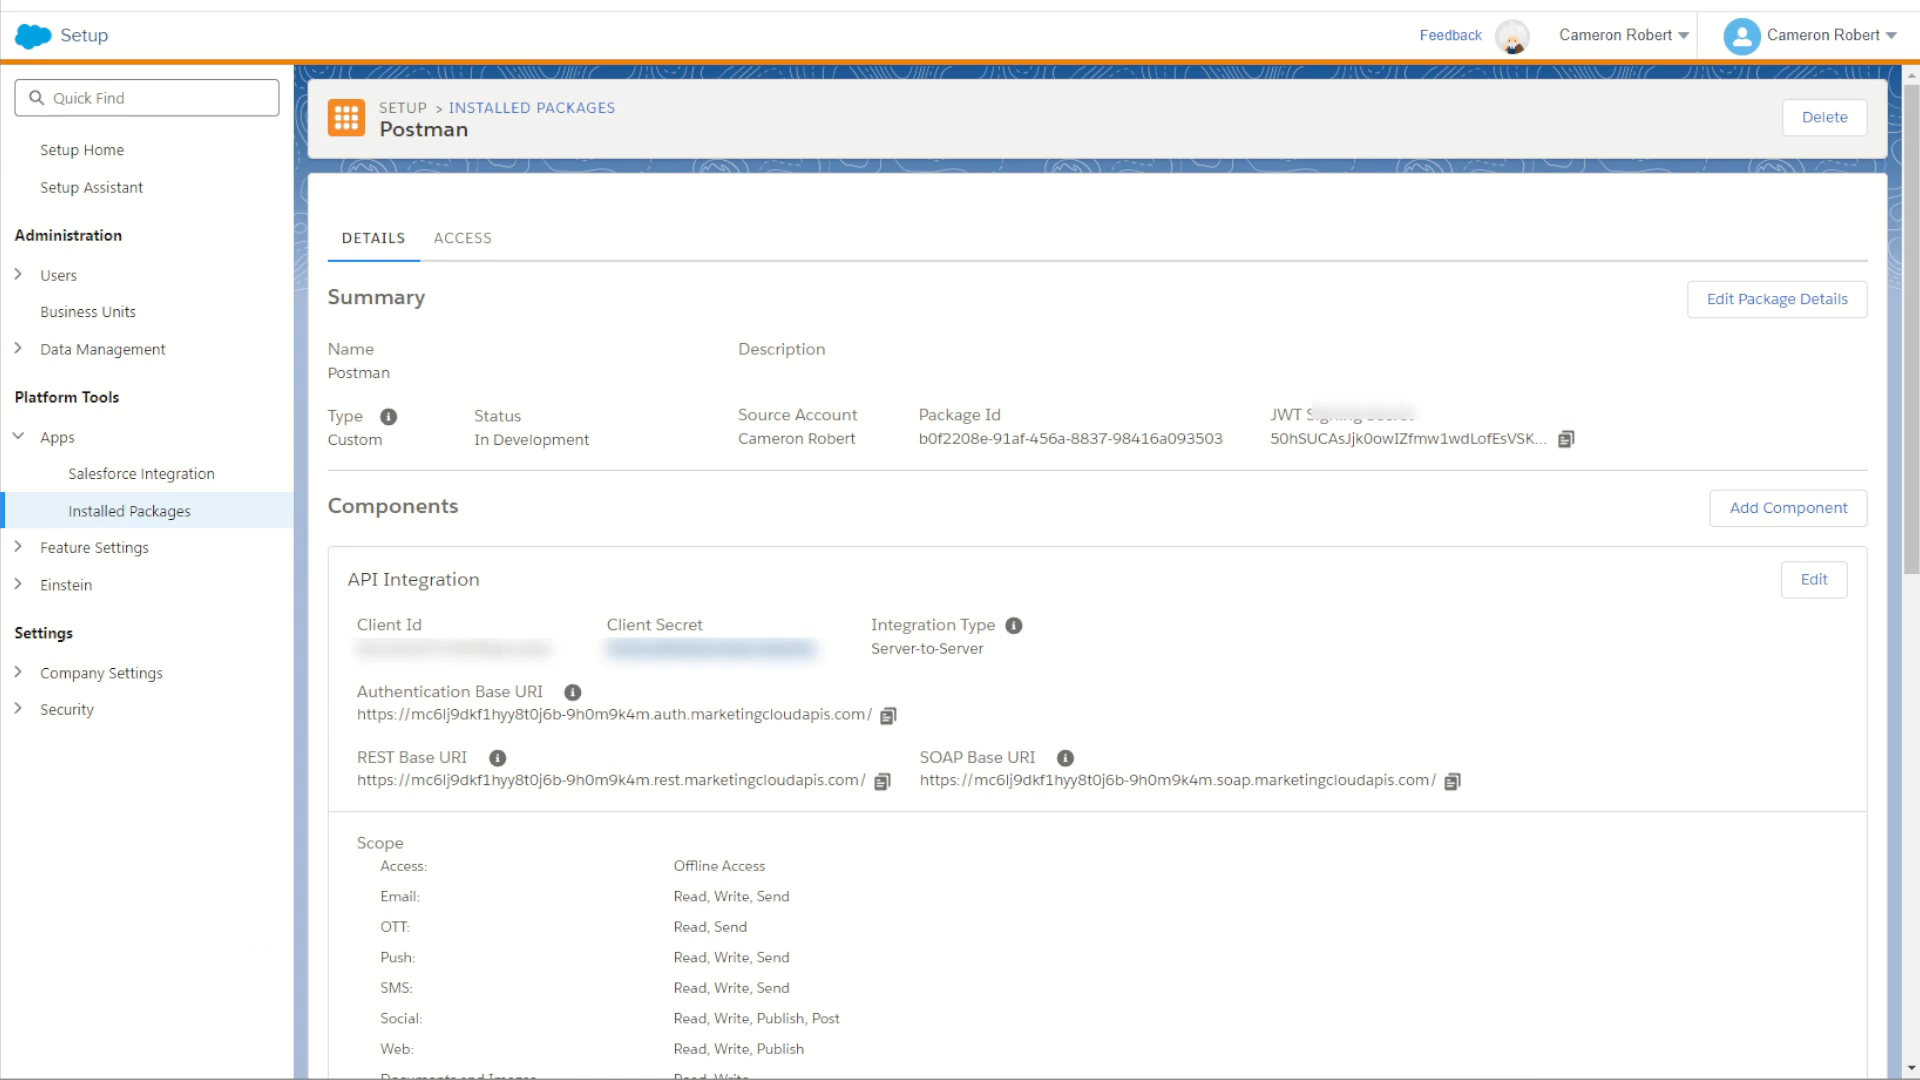 Setup
Feedback
Cameron Robert
Cameron Robert
Quick Find
Setup Home
Setup Assistant
Administration
Users
Business Units
Data Management
Platform Tools
Apps
Salesforce Integration
Installed Packages
Feature Settings
Einstein
Settings
Company Settings
Security
SETUP > INSTALLED PACKAGES
Postman
Delete
DETAILS ACCESS
Summary
Edit Package Details
Name
Postman
Description
Type
Custom
Status
In Development
Source Account
Cameron Robert
Package Id
b0f2208e-91af-456a-8837-98416a093503
JWT Signing Secret
50hSUCAsJjk0owIZfmw1wdLofEsVSK...
Components
Add Component
API Integration
Edit
Client Id
Client Secret
Integration Type
Server-to-Server
Authentication Base URI
https://mc6lj9dkf1hyy8t0j6b-9h0m9k4m.auth.marketingcloudapis.com/
REST Base URI
https://mc6lj9dkf1hyy8t0j6b-9h0m9k4m.rest.marketingcloudapis.com/
SOAP Base URI
https://mc6lj9dkf1hyy8t0j6b-9h0m9k4m.soap.marketingcloudapis.com/
Scope
Access: Offline Access
Email: Read, Write, Send
OTT: Read, Send
Push: Read, Write, Send
SMS: Read, Write, Send
Social: Read, Write, Publish, Post
Web: Read, Write, Publish
Documents and Images Read, Write